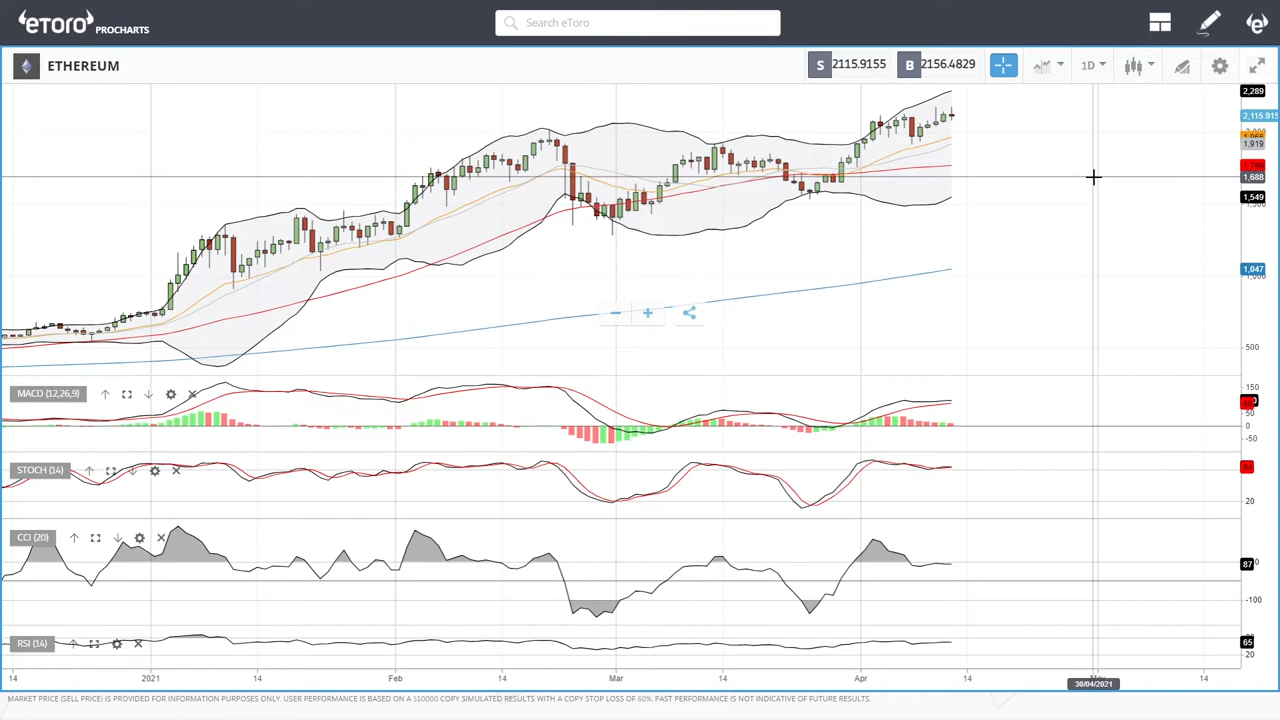 eToro PROCHARTS
Search eToro
ETHEREUM
S 2115.9155 B 2156.4829
1D
2,289
2,115.915
1,919
1,688
1,549
1,047
500
MACD (12,26,9)
150
50
0
-50
STOCH (14)
20
CCI (20)
87
-100
RSI (14)
65
20
14 2021 14 Feb 14 Mar 14 Apr 14 14
30/04/2021
MARKET PRICE (SELL PRICE) IS PROVIDED FOR INFORMATION PURPOSES ONLY. USER PERFORMANCE IS BASED ON A $10000 COPY SIMULATED RESULTS WITH A COPY STOP LOSS OF 60%. PAST PERFORMANCE IS NOT INDICATIVE OF FUTURE RESULTS.